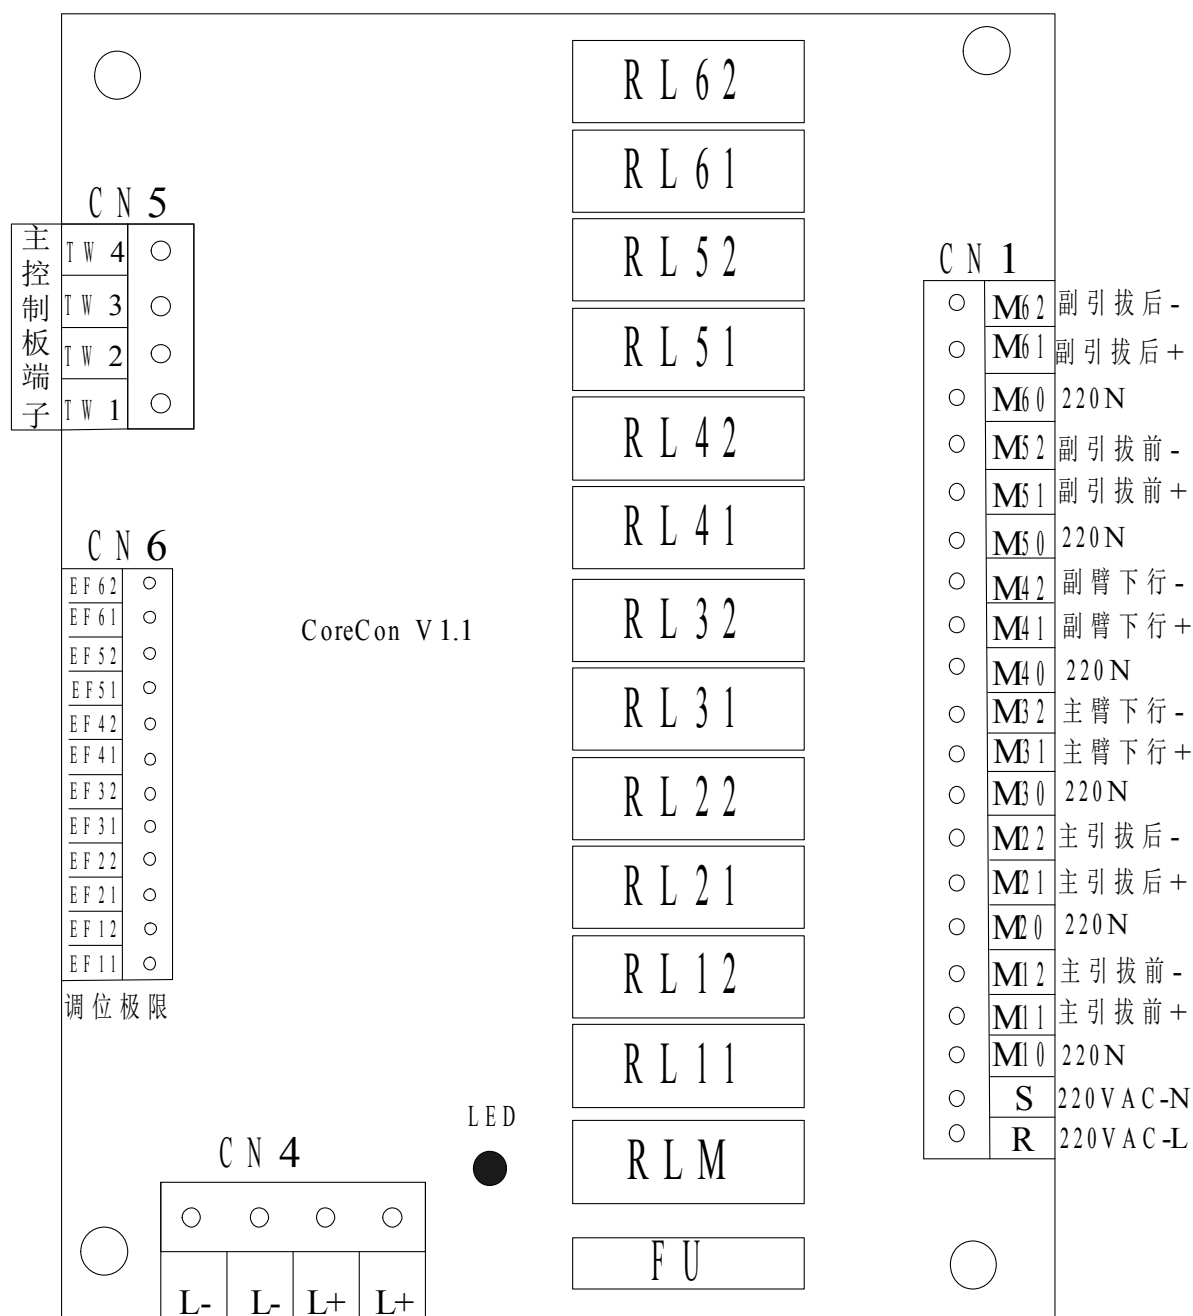 RL62
RL61
RL52
RL51
RL42
RL41
RL32
RL31
RL22
RL21
RL12
RL11
RLM
FU
CN5
主控制板端子
TW4
TW3
TW2
TW1
CN6
EF62
EF61
EF52
EF51
EF42
EF41
EF32
EF31
EF22
EF21
EF12
EF11
调位极限
CoreCon V1.1
LED
CN4
L- L- L+ L+
CN1
M62 副引拔后-
M61 副引拔后+
M60 220N
M52 副引拔前-
M51 副引拔前+
M50 220N
M42 副臂下行-
M41 副臂下行+
M40 220N
M32 主臂下行-
M31 主臂下行+
M30 220N
M22 主引拔后-
M21 主引拔后+
M20 220N
M12 主引拔前-
M11 主引拔前+
M10 220N
S 220VAC-N
R 220VAC-L